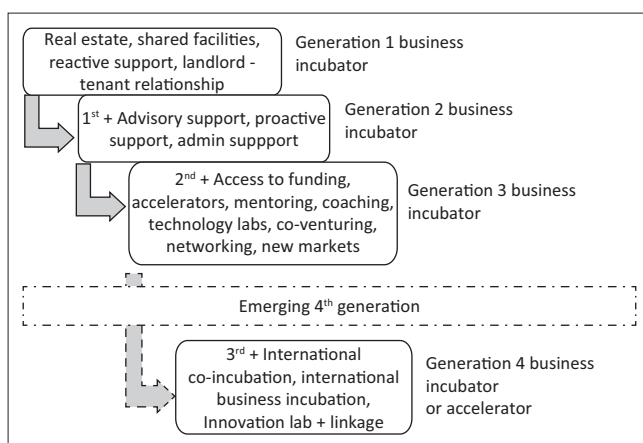 Real estate, shared facilities,
reactive support, landlord -
tenant relationship
Generation 1 business
incubator
1st + Advisory support, proactive
support, admin suppport
Generation 2 business
incubator
2nd + Access to funding,
accelerators, mentoring, coaching,
technology labs, co-venturing,
networking, new markets
Generation 3 business
incubator
Emerging 4th generation
3rd + International
co-incubation, international
business incubation,
Innovation lab + linkage
Generation 4 business
incubator
or accelerator